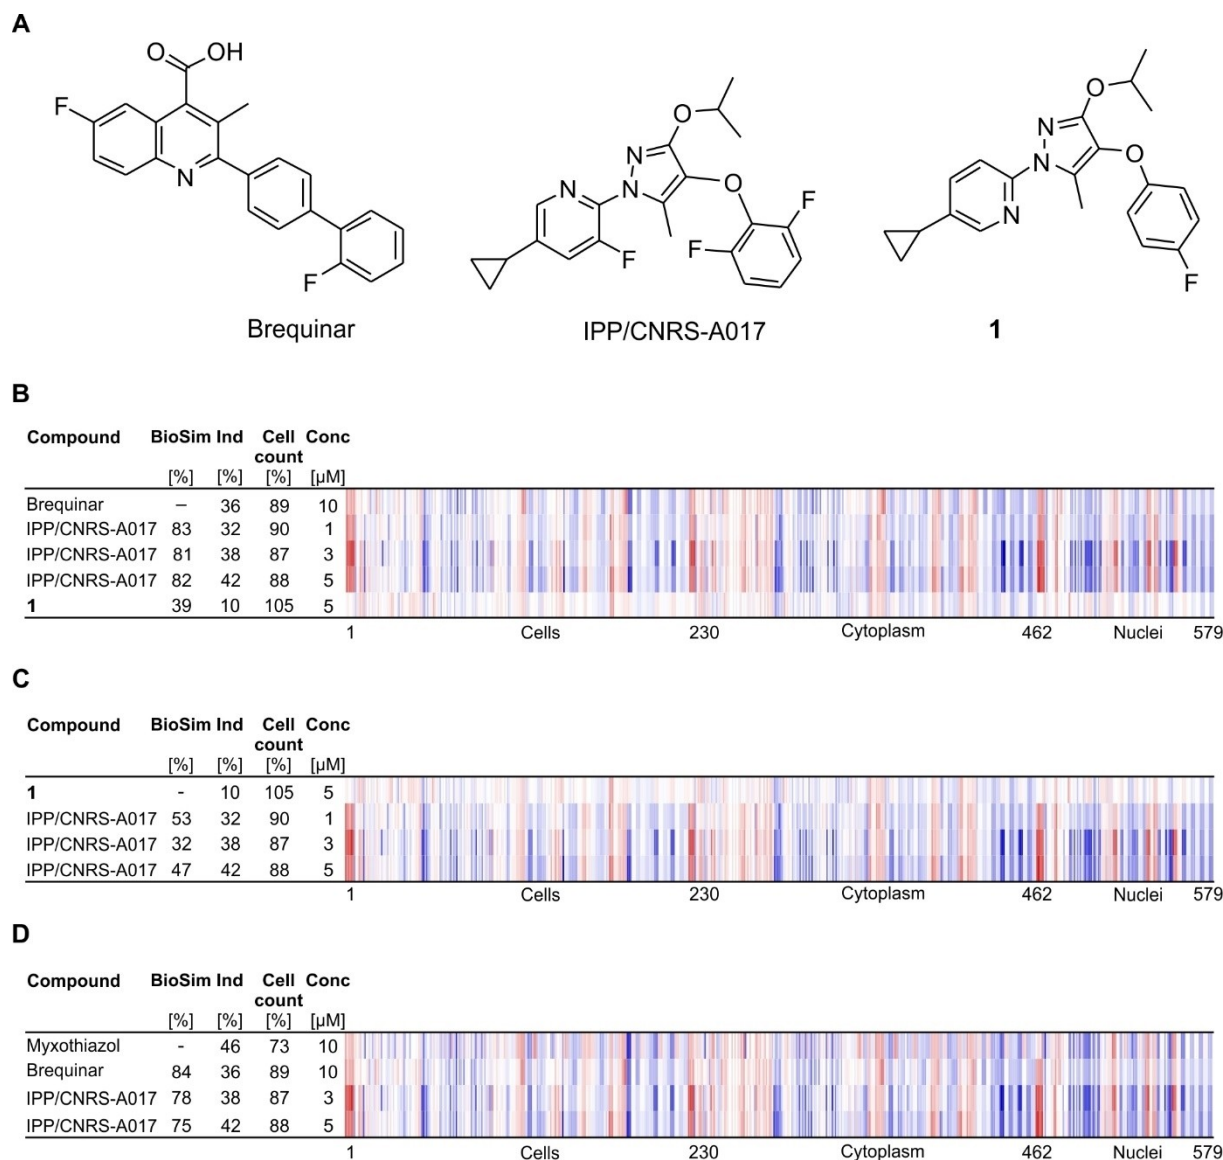 A
O OH
F
N
F
Brequinar
O
N
N
O
N
F
F
F
IPP/CNRS-A017
O
N
N
O
N
F
1
B
Compound BioSim Ind Cell count Conc
[%] [%] [%] [µM]
Brequinar – 36 89 10
IPP/CNRS-A017 83 32 90 1
IPP/CNRS-A017 81 38 87 3
IPP/CNRS-A017 82 42 88 5
1 39 10 105 5
1 Cells 230 Cytoplasm 462 Nuclei 579
C
Compound BioSim Ind Cell count Conc
[%] [%] [%] [µM]
1 - 10 105 5
IPP/CNRS-A017 53 32 90 1
IPP/CNRS-A017 32 38 87 3
IPP/CNRS-A017 47 42 88 5
1 Cells 230 Cytoplasm 462 Nuclei 579
D
Compound BioSim Ind Cell count Conc
[%] [%] [%] [µM]
Myxothiazol - 46 73 10
Brequinar 84 36 89 10
IPP/CNRS-A017 78 38 87 3
IPP/CNRS-A017 75 42 88 5
1 Cells 230 Cytoplasm 462 Nuclei 579